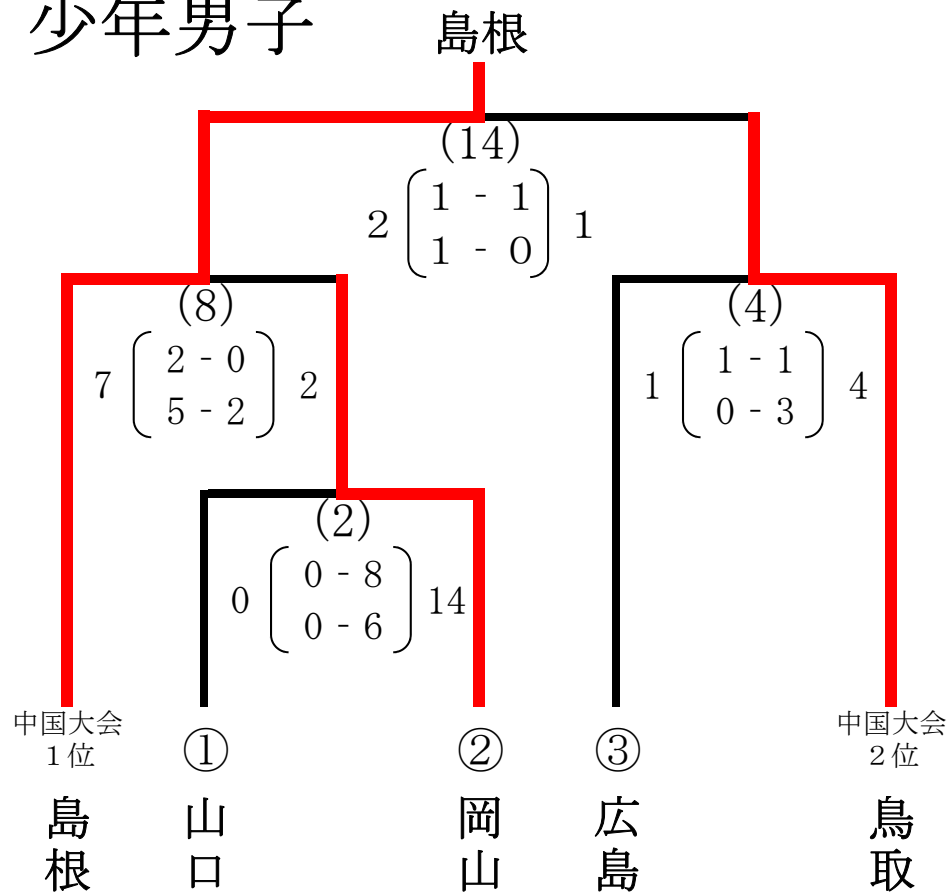 少年男子
島根
(14)
2 1 - 1 1
1 - 0
(8)
7 2 - 0 2
5 - 2
(4)
1 1 - 1 4
0 - 3
(2)
0 0 - 8 14
0 - 6
中国大会
1位
島根
①
山口
②
岡山
③
広島
中国大会
2位
鳥取